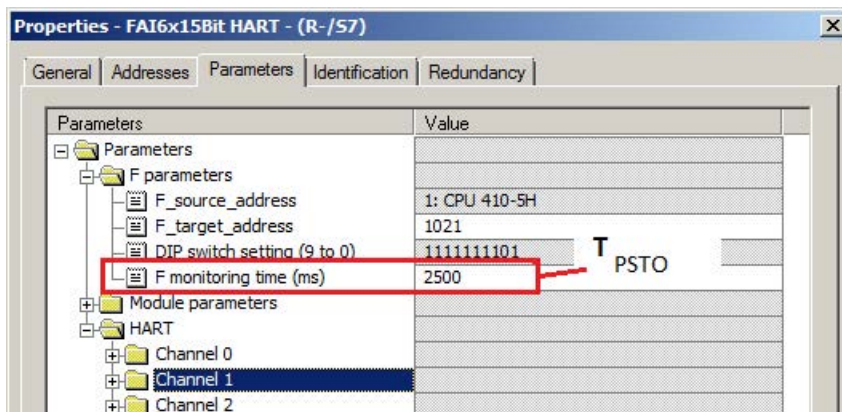 Properties - FAI6x15Bit HART - (R-/S7)
General Addresses Parameters Identification Redundancy
Parameters Value
Parameters
F parameters
F_source_address 1: CPU 410-5H
F_target_address 1021
DIP switch setting (9 to 0) 1111111101
F monitoring time (ms) 2500
T PSTO
Module parameters
HART
Channel 0
Channel 1
Channel 2